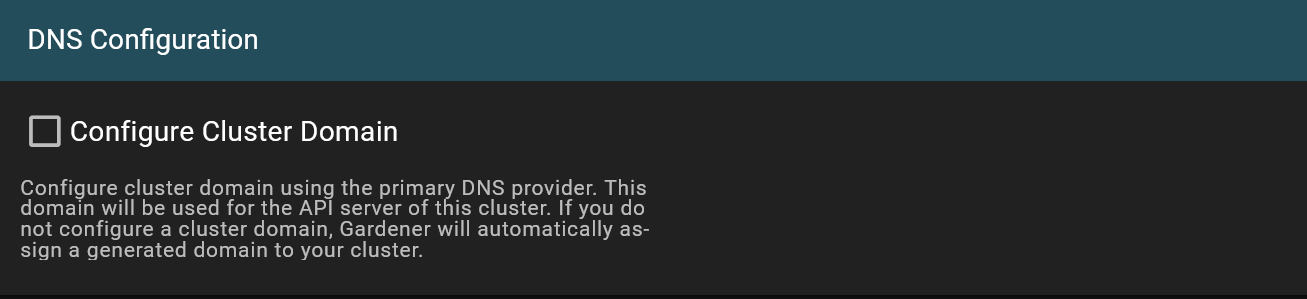 DNS Configuration
Configure Cluster Domain
Configure cluster domain using the primary DNS provider. This
domain will be used for the API server of this cluster. If you do
not configure a cluster domain, Gardener will automatically as-
sign a generated domain to your cluster.